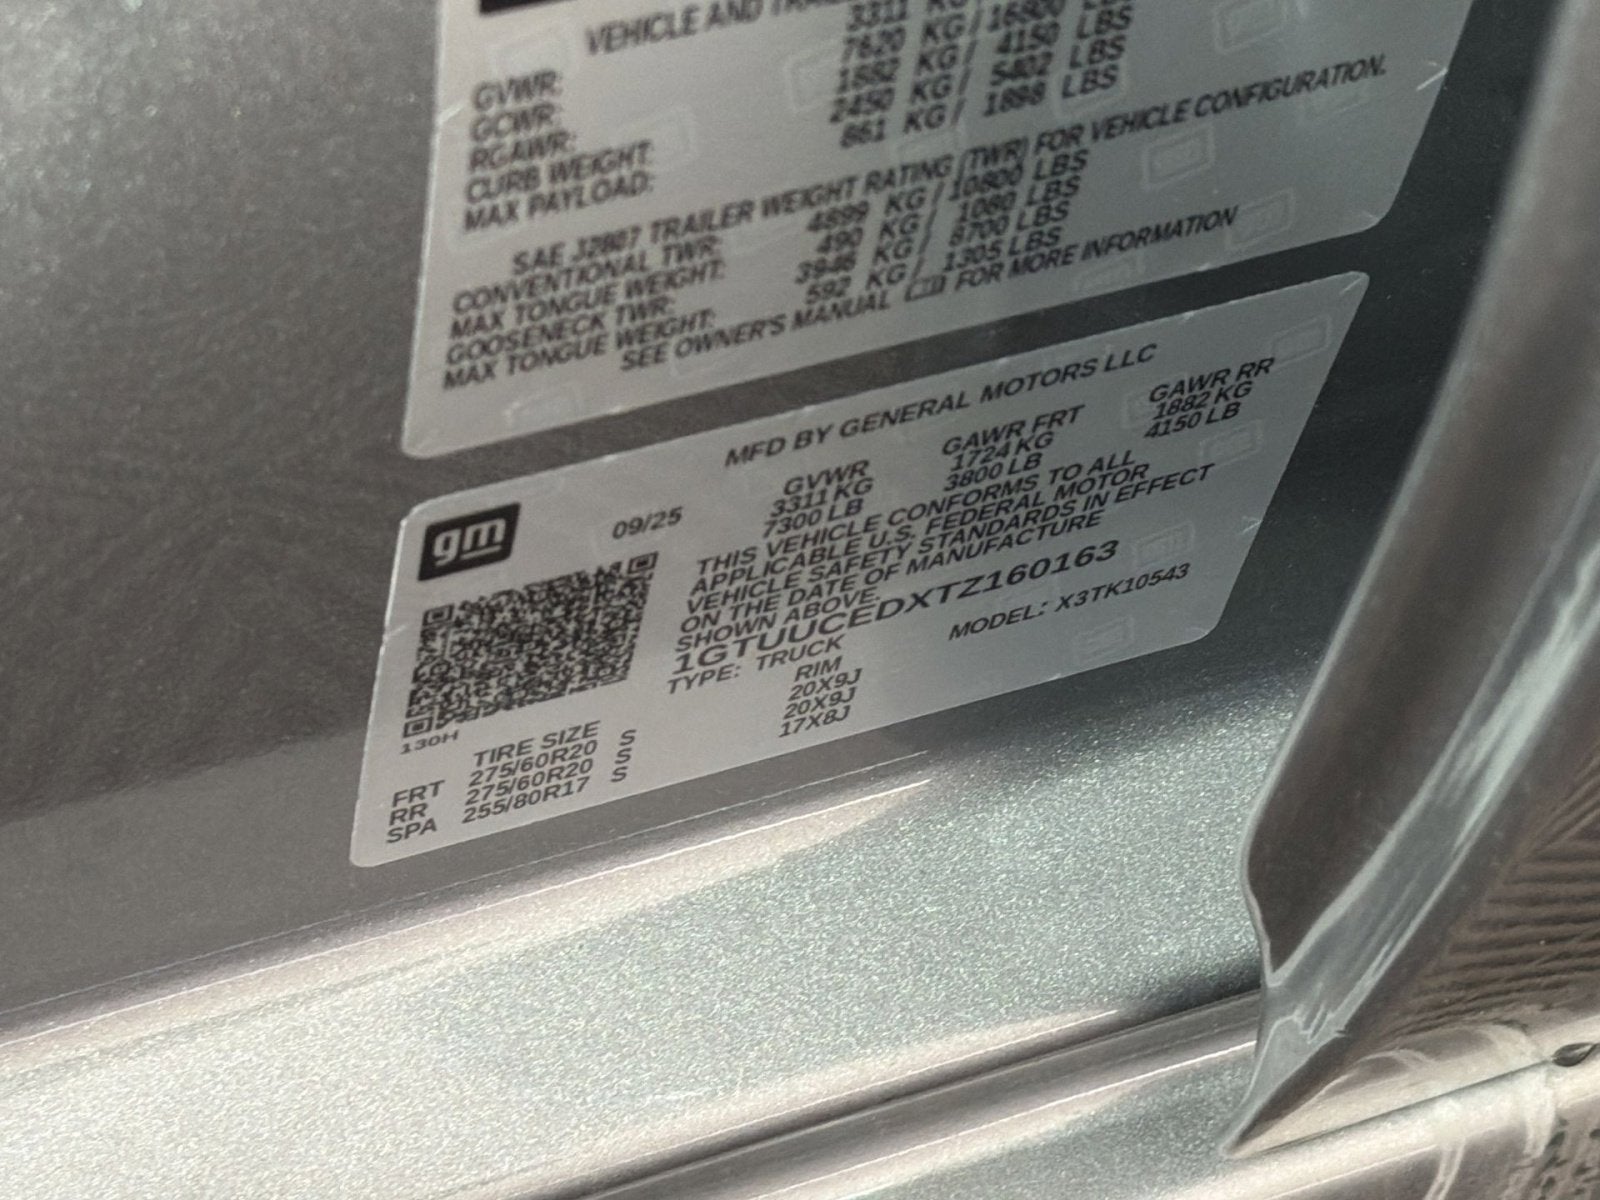 VEHICLE AND
3311 KG
GVWR: 7620 KG / 16800 LBS
GCWR: 1882 KG / 4150 LBS
RGAWR: 2450 KG / 5402 LBS
CURB WEIGHT: 861 KG / 1898 LBS
MAX PAYLOAD:
SAE J2807 TRAILER WEIGHT RATING (TWR) FOR VEHICLE CONFIGURATION.
CONVENTIONAL TWR: 4899 KG / 10800 LBS
MAX TONGUE WEIGHT: 490 KG / 1080 LBS
GOOSENECK TWR: 3946 KG / 8700 LBS
MAX TONGUE WEIGHT: 592 KG / 1305 LBS
SEE OWNER'S MANUAL FOR MORE INFORMATION
MFD BY GENERAL MOTORS LLC
gm 09/25 GVWR GAWR FRT GAWR RR
3311 KG 1724 KG 1882 KG
7300 LB 3800 LB 4150 LB
THIS VEHICLE CONFORMS TO ALL
APPLICABLE U.S. FEDERAL MOTOR
VEHICLE SAFETY STANDARDS IN EFFECT
ON THE DATE OF MANUFACTURE
SHOWN ABOVE.
1GTUUCEDXTZ160163
TYPE: TRUCK MODEL: X3TK10543
130H
TIRE SIZE RIM
FRT 275/60R20 S 20X9J
RR 275/60R20 S 20X9J
SPA 255/80R17 S 17X8J